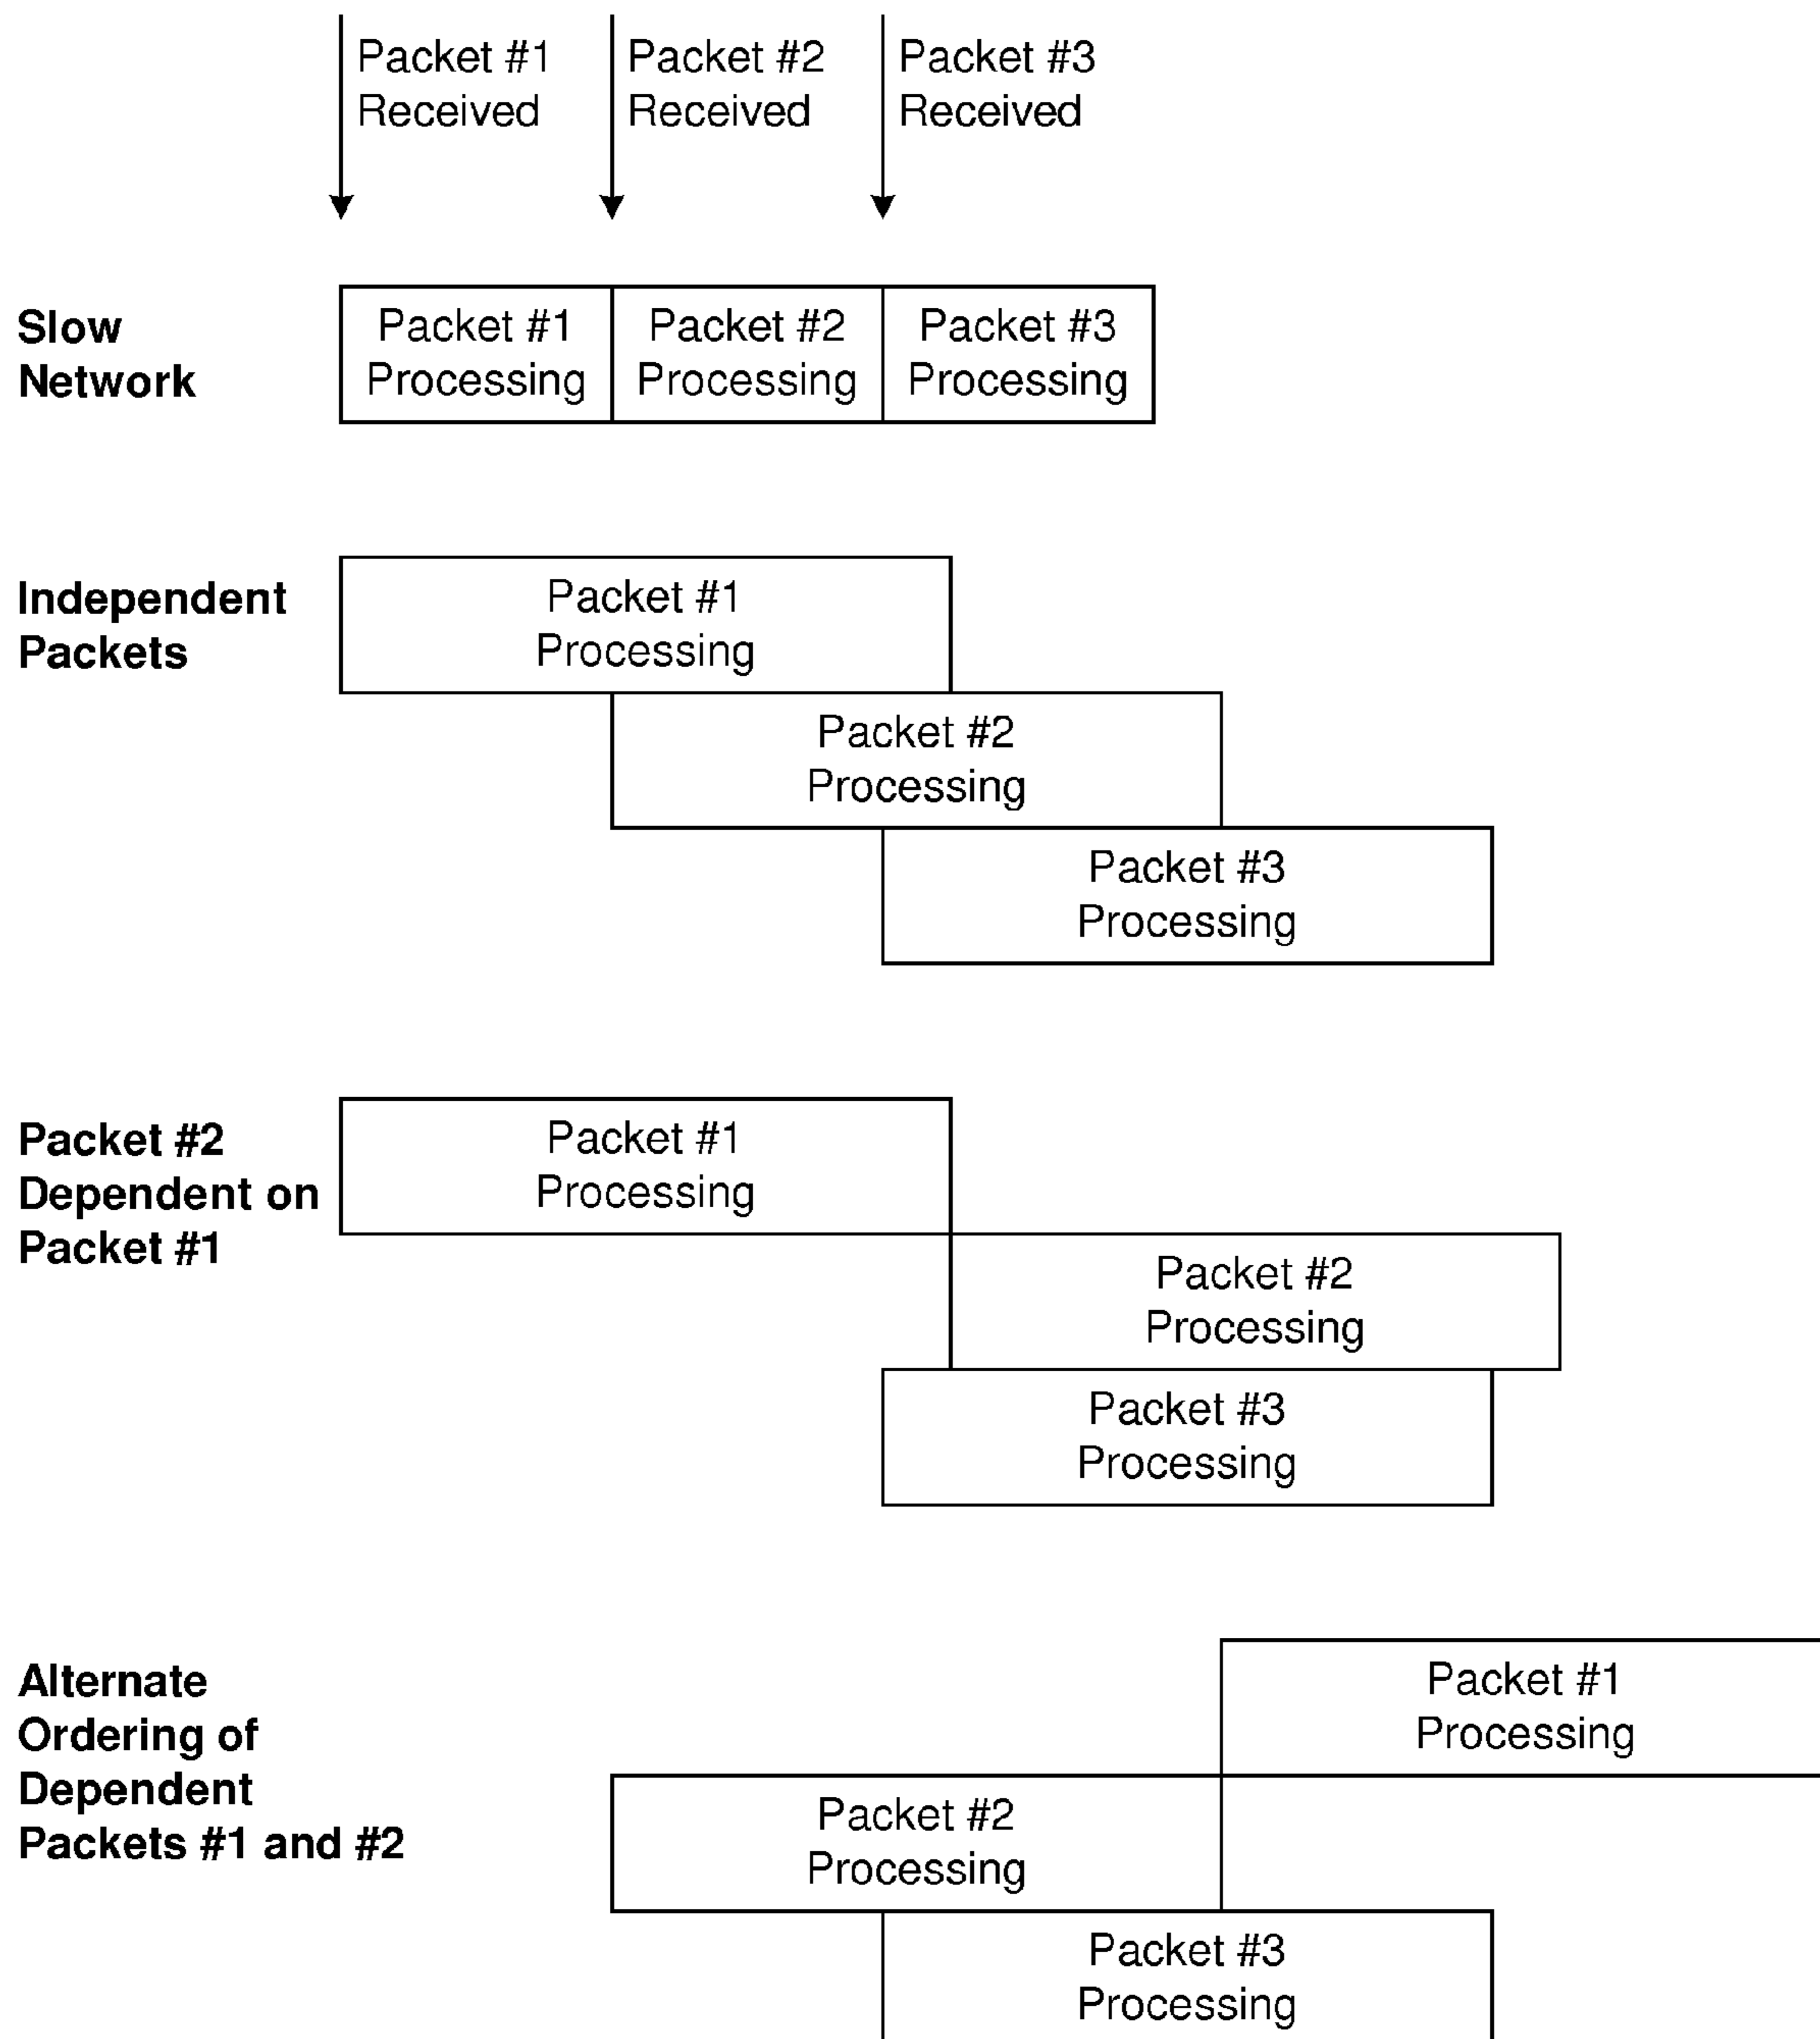 Packet #1
Received
Packet #2
Received
Packet #3
Received
Slow
Network
Packet #1
Processing
Packet #2
Processing
Packet #3
Processing
Independent
Packets
Packet #1
Processing
Packet #2
Processing
Packet #3
Processing
Packet #2
Dependent on
Packet #1
Packet #1
Processing
Packet #2
Processing
Packet #3
Processing
Alternate
Ordering of
Dependent
Packets #1 and #2
Packet #1
Processing
Packet #2
Processing
Packet #3
Processing